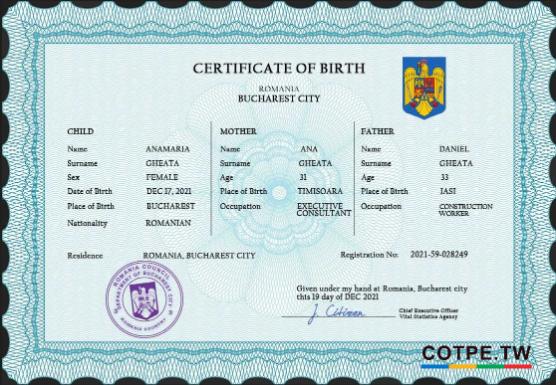 CERTIFICATE OF BIRTH
ROMANIA
BUCHAREST CITY
CHILD
Name ANAMARIA
Surname GHEATA
Sex FEMALE
Date of Birth DEC 17, 2021
Place of Birth BUCHAREST
Nationality ROMANIAN
MOTHER
Name ANA
Surname GHEATA
Age 31
Place of Birth TIMISOARA
Occupation EXECUTIVE
CONSULTANT
FATHER
Name DANIEL
Surname GHEATA
Age 33
Place of Birth IASI
Occupation CONSTRUCTION
WORKER
Residence ROMANIA, BUCHAREST CITY
Registration No: 2021-59-028249
ROMANIA COUNCIL
DEPARTMENT OF BUCHAREST CITY
ROMANIA COUNTRY
Given under my hand at Romania, Bucharest city
this 19 day of DEC 2021
J. Citizen
Chief Executive Officer
Vital Statistics Agency
COTPE.TW